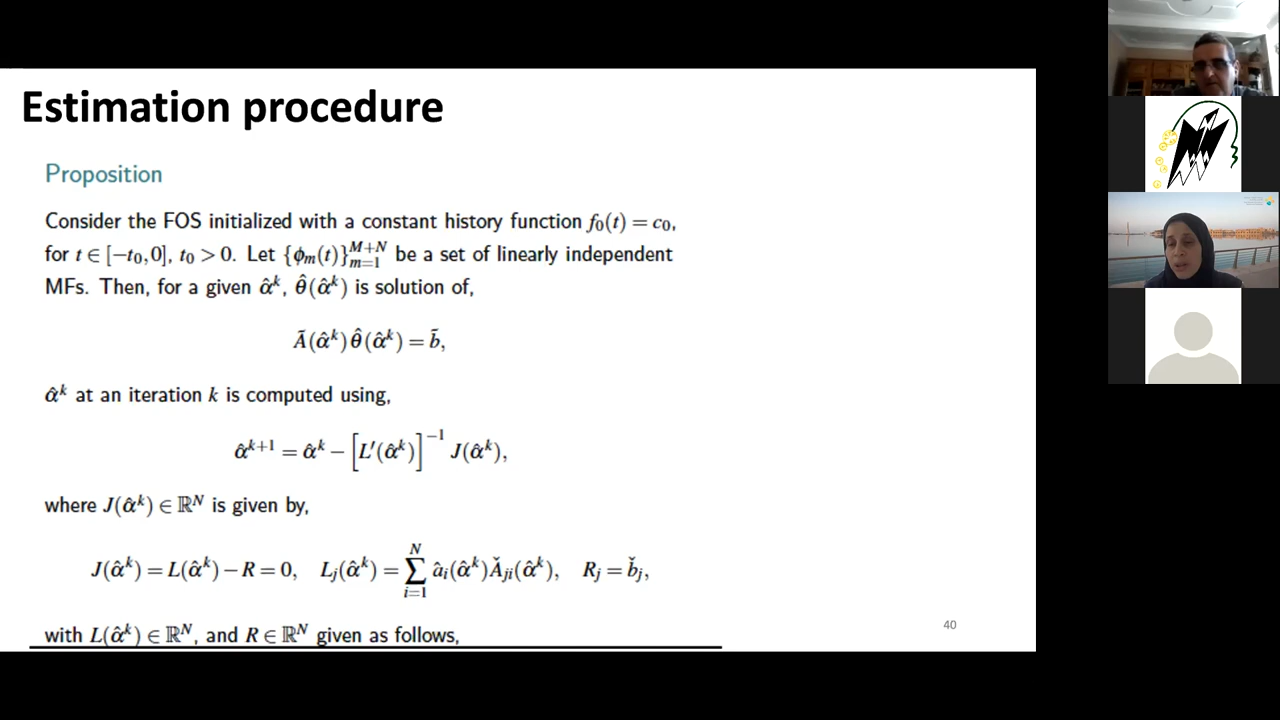 Estimation procedure
Proposition
Consider the FOS initialized with a constant history function f₀(t) = c₀,
for t ∈ [−t₀,0], t₀ > 0. Let {ϕₘ(t)}ₘ₌₁ᴹ⁺ᴺ be a set of linearly independent
MFs. Then, for a given α̂ᵏ, θ̂(α̂ᵏ) is solution of,
Ã(α̂ᵏ)θ̂(α̂ᵏ) = b̃,
α̂ᵏ at an iteration k is computed using,
α̂ᵏ⁺¹ = α̂ᵏ − [L′(α̂ᵏ)]⁻¹ J(α̂ᵏ),
where J(α̂ᵏ) ∈ ℝᴺ is given by,
J(α̂ᵏ) = L(α̂ᵏ) − R = 0, Lⱼ(α̂ᵏ) = ∑ᵢ₌₁ᴺ âᵢ(α̂ᵏ)Ǎⱼᵢ(α̂ᵏ), Rⱼ = b̌ⱼ,
with L(α̂ᵏ) ∈ ℝᴺ, and R ∈ ℝᴺ given as follows,
40